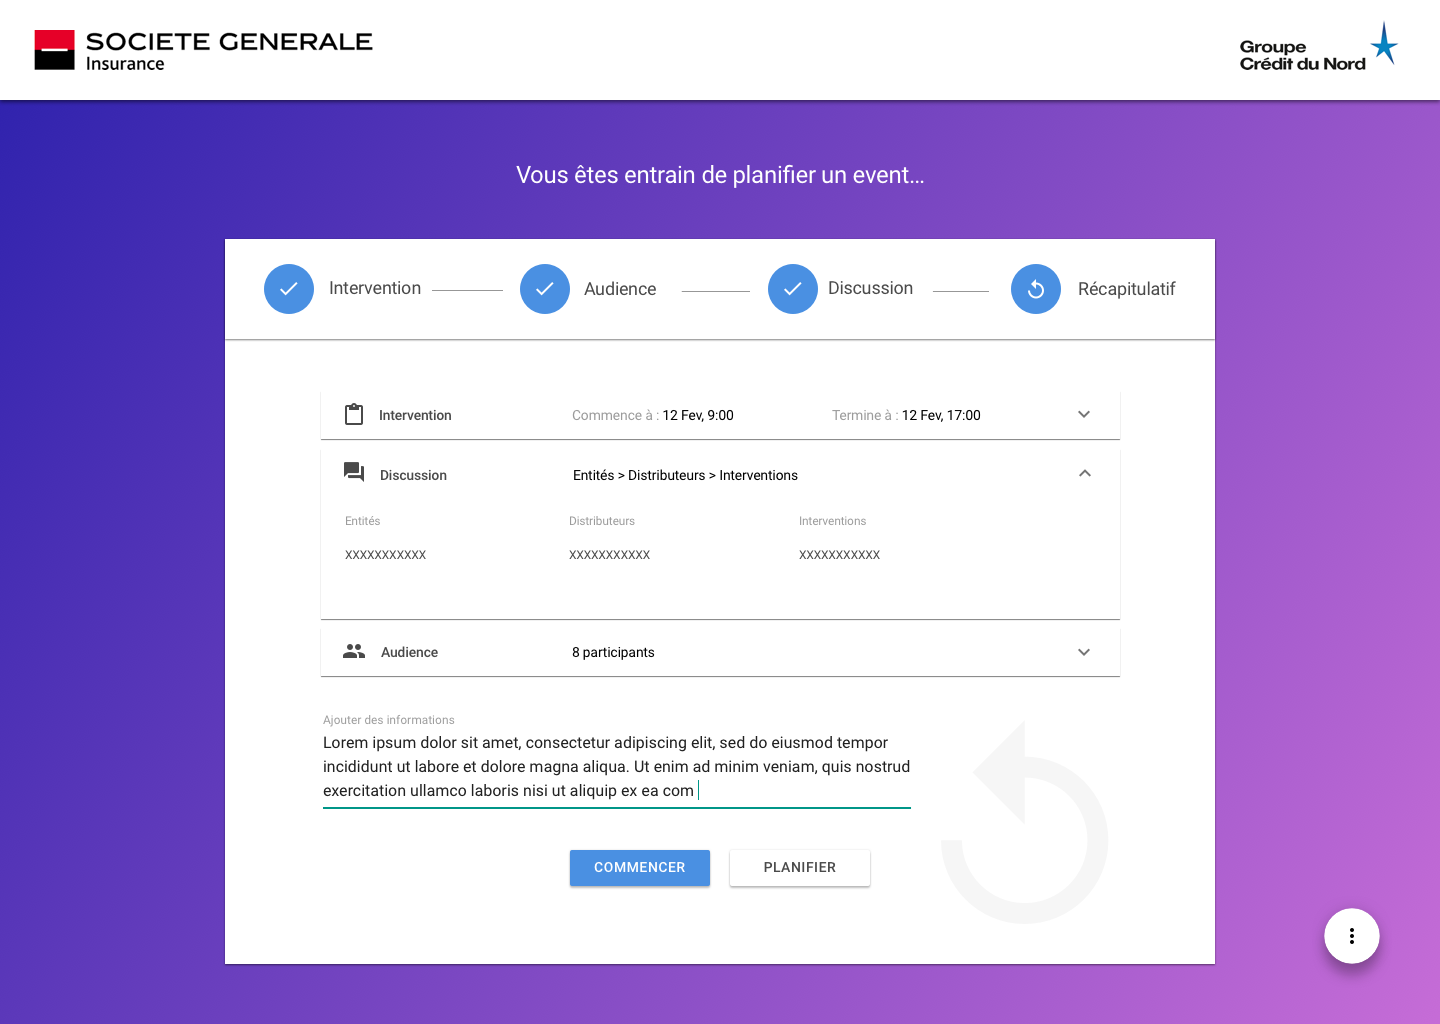 SOCIETE GENERALE
Insurance
Groupe
Crédit du Nord
Vous êtes entrain de planifier un event...
Intervention
Audience
Discussion
Récapitulatif
Intervention Commence à : 12 Fev, 9:00 Termine à : 12 Fev, 17:00
Discussion Entités > Distributeurs > Interventions
Entités Distributeurs Interventions
XXXXXXXXXXX XXXXXXXXXXX XXXXXXXXXXX
Audience 8 participants
Ajouter des informations
Lorem ipsum dolor sit amet, consectetur adipiscing elit, sed do eiusmod tempor
incididunt ut labore et dolore magna aliqua. Ut enim ad minim veniam, quis nostrud
exercitation ullamco laboris nisi ut aliquip ex ea com
COMMENCER PLANIFIER